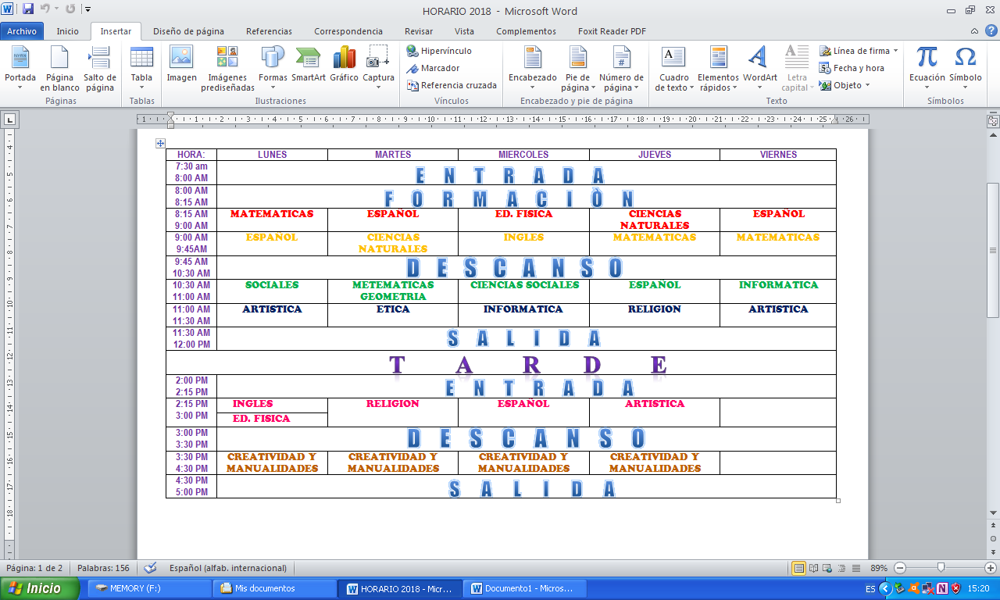 HORARIO 2018 - Microsoft Word
Archivo Inicio Insertar Diseño de página Referencias Correspondencia Revisar Vista Complementos Foxit Reader PDF
Portada
Página en blanco
Salto de página
Páginas
Tabla
Tablas
Imagen
Imágenes prediseñadas
Formas
SmartArt
Gráfico
Captura
Ilustraciones
Hipervínculo
Marcador
Referencia cruzada
Vínculos
Encabezado
Pie de página
Número de página
Encabezado y pie de página
Cuadro de texto
Elementos rápidos
WordArt
Letra capital
Línea de firma
Fecha y hora
Objeto
Texto
Ecuación
Símbolo
Símbolos
HORA: LUNES MARTES MIERCOLES JUEVES VIERNES
7:30 am
8:00 AM
E N T R A D A
8:00 AM
8:15 AM
F O R M A C I Ò N
8:15 AM MATEMATICAS ESPAÑOL ED. FISICA CIENCIAS ESPAÑOL
9:00 AM NATURALES
9:00 AM ESPAÑOL CIENCIAS INGLES MATEMATICAS MATEMATICAS
9:45AM NATURALES
9:45 AM
10:30 AM
D E S C A N S O
10:30 AM SOCIALES METEMATICAS CIENCIAS SOCIALES ESPAÑOL INFORMATICA
11:00 AM GEOMETRIA
11:00 AM ARTISTICA ETICA INFORMATICA RELIGION ARTISTICA
11:30 AM
11:30 AM
12:00 PM
S A L I D A
T A R D E
2:00 PM
2:15 PM
E N T R A D A
2:15 PM INGLES RELIGION ESPAÑOL ARTISTICA
3:00 PM ED. FISICA
3:00 PM
3:30 PM
D E S C A N S O
3:30 PM CREATIVIDAD Y CREATIVIDAD Y CREATIVIDAD Y CREATIVIDAD Y
4:30 PM MANUALIDADES MANUALIDADES MANUALIDADES MANUALIDADES
4:30 PM
5:00 PM
S A L I D A
Página: 1 de 2 Palabras: 156 Español (alfab. internacional) 89%
Inicio MEMORY (F:) Mis documentos HORARIO 2018 - Micr... Documento1 - Micros... ES 15:20